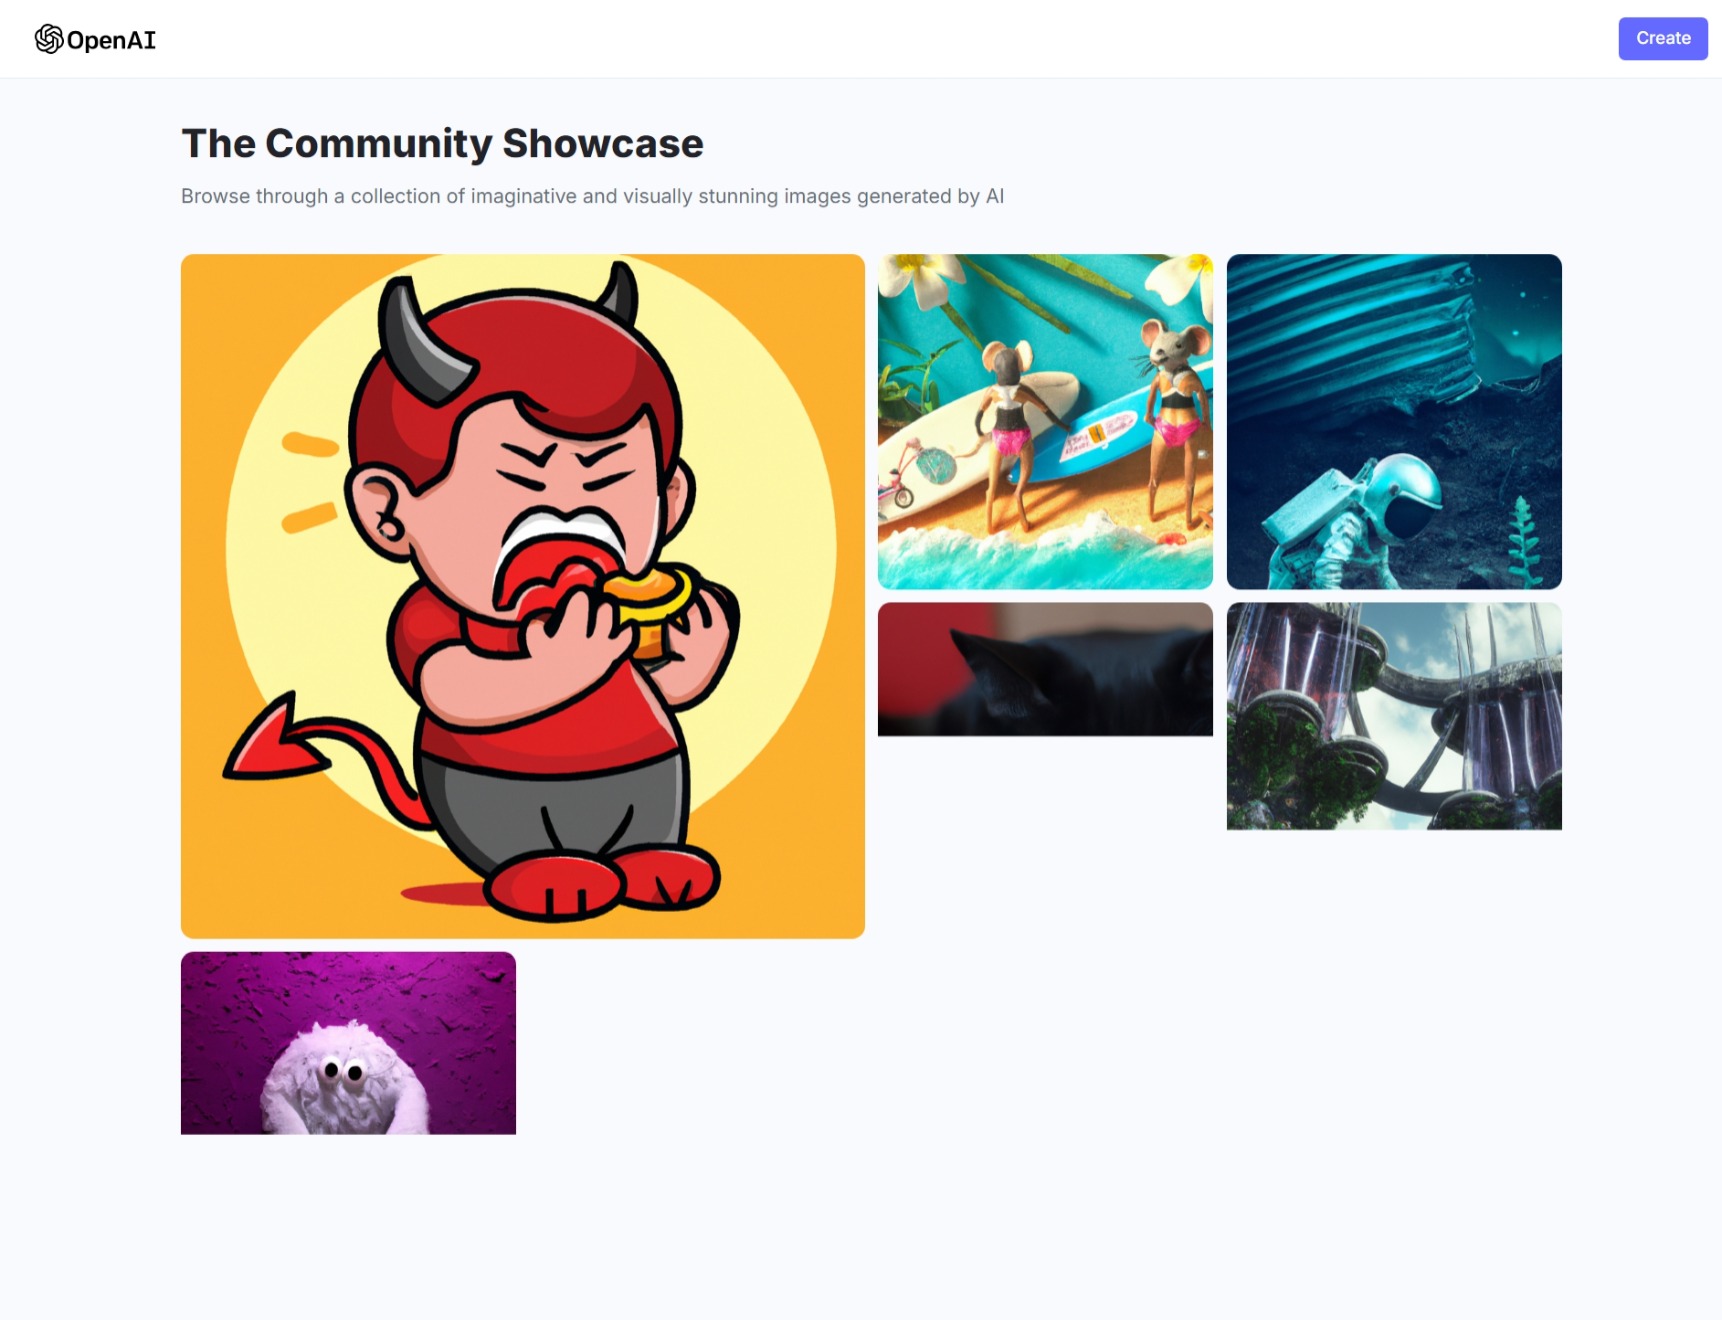 OpenAI
Create
The Community Showcase
Browse through a collection of imaginative and visually stunning images generated by AI